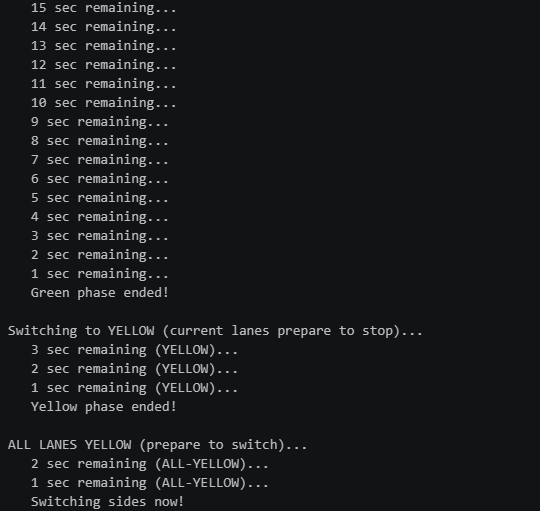 15 sec remaining...
14 sec remaining...
13 sec remaining...
12 sec remaining...
11 sec remaining...
10 sec remaining...
9 sec remaining...
8 sec remaining...
7 sec remaining...
6 sec remaining...
5 sec remaining...
4 sec remaining...
3 sec remaining...
2 sec remaining...
1 sec remaining...
Green phase ended!
Switching to YELLOW (current lanes prepare to stop)...
3 sec remaining (YELLOW)...
2 sec remaining (YELLOW)...
1 sec remaining (YELLOW)...
Yellow phase ended!
ALL LANES YELLOW (prepare to switch)...
2 sec remaining (ALL-YELLOW)...
1 sec remaining (ALL-YELLOW)...
Switching sides now!